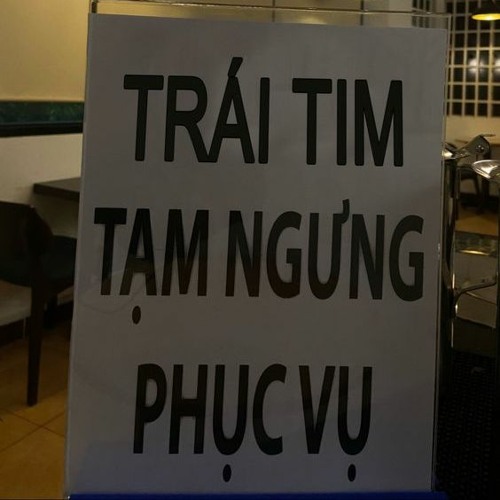 TRÁI TIM
TẠM NGƯNG
PHỤC VỤ